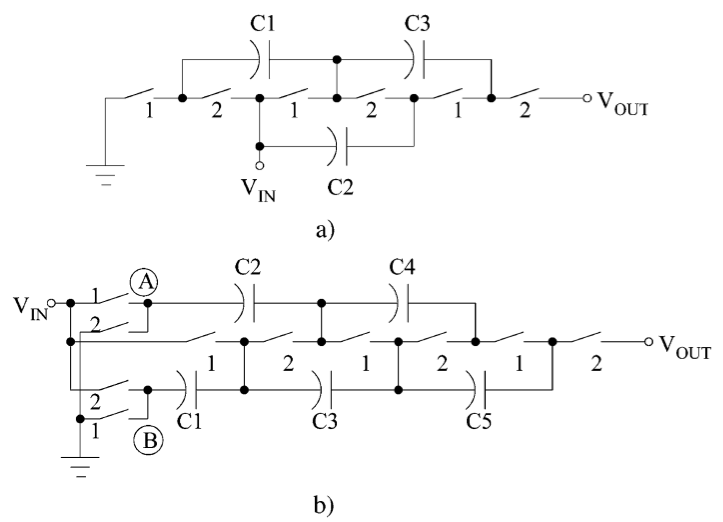 C1 C3
1 2 1 2 1 2 V_OUT
V_IN C2
a)
C2 C4
V_IN 1 A
2
1 2 1 2 1 2 V_OUT
2 C1 C3 C5
1 B
b)